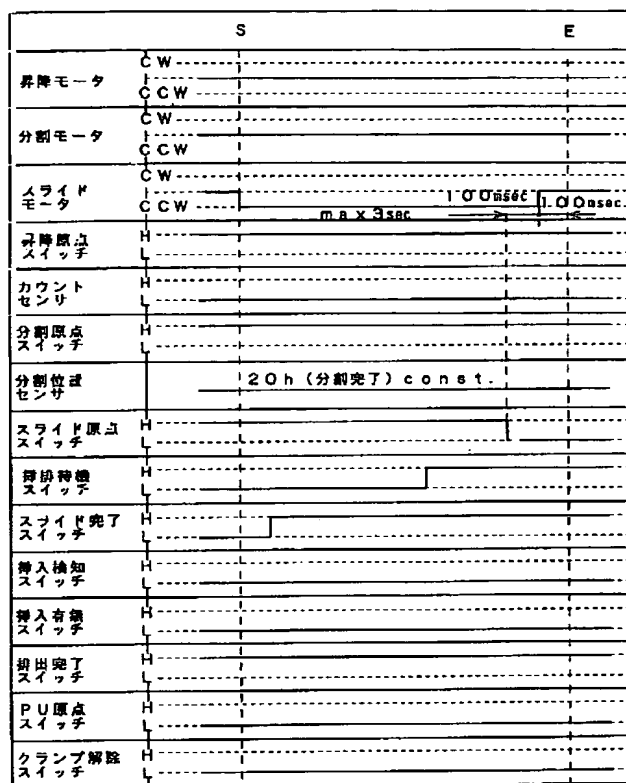 S E
昇降モータ
CW
CCW
分割モータ
CW
CCW
スライド
モータ
CW
CCW
100msec
100msec.
max3sec
昇降原点
スイッチ
H
L
カウント
センサ
H
L
分割原点
スイッチ
H
L
分割位置
センサ
20h(分割完了)const.
スライド原点
スイッチ
H
L
挿排待機
スイッチ
H
L
スライド完了
スイッチ
H
L
挿入検知
スイッチ
H
L
挿入有無
スイッチ
H
L
排出完了
スイッチ
H
L
PU原点
スイッチ
H
L
クランプ解除
スイッチ
H
L